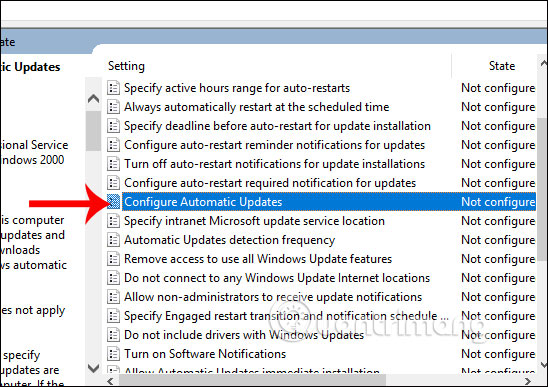 ate
tic Updates
Setting
State
Specify active hours range for auto-restarts
Not configure
Always automatically restart at the scheduled time
Not configure
Specify deadline before auto-restart for update installation
Not configure
sional Service
Configure auto-restart reminder notifications for updates
Not configure
indows 2000
Turn off auto-restart notifications for update installations
Not configure
Configure auto-restart required notification for updates
Not configure
Configure Automatic Updates
Not configure
is computer
Specify intranet Microsoft update service location
Not configure
updates and
Automatic Updates detection frequency
Not configure
wnloads
Remove access to use all Windows Update features
Not configure
ws automatic
Do not connect to any Windows Update Internet locations
Not configure
Allow non-administrators to receive update notifications
Not configure
es not apply
Specify Engaged restart transition and notification schedule ...
Not configure
Do not include drivers with Windows Updates
Not configure
specify
Turn on Software Notifications
Not configure
updates are
Allow Automatic Updates immediate installation
Not configure
mputer. If the
uantrimang